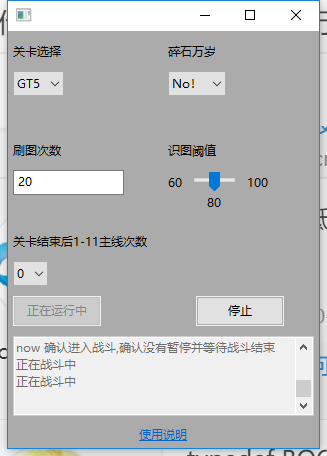 关卡选择
碎石万岁
GT5
No!
刷图次数
识图阈值
20
60
100
80
关卡结束后1-11主线次数
0
正在运行中
停止
now 确认进入战斗,确认没有暂停并等待战斗结束
正在战斗中
正在战斗中
使用说明